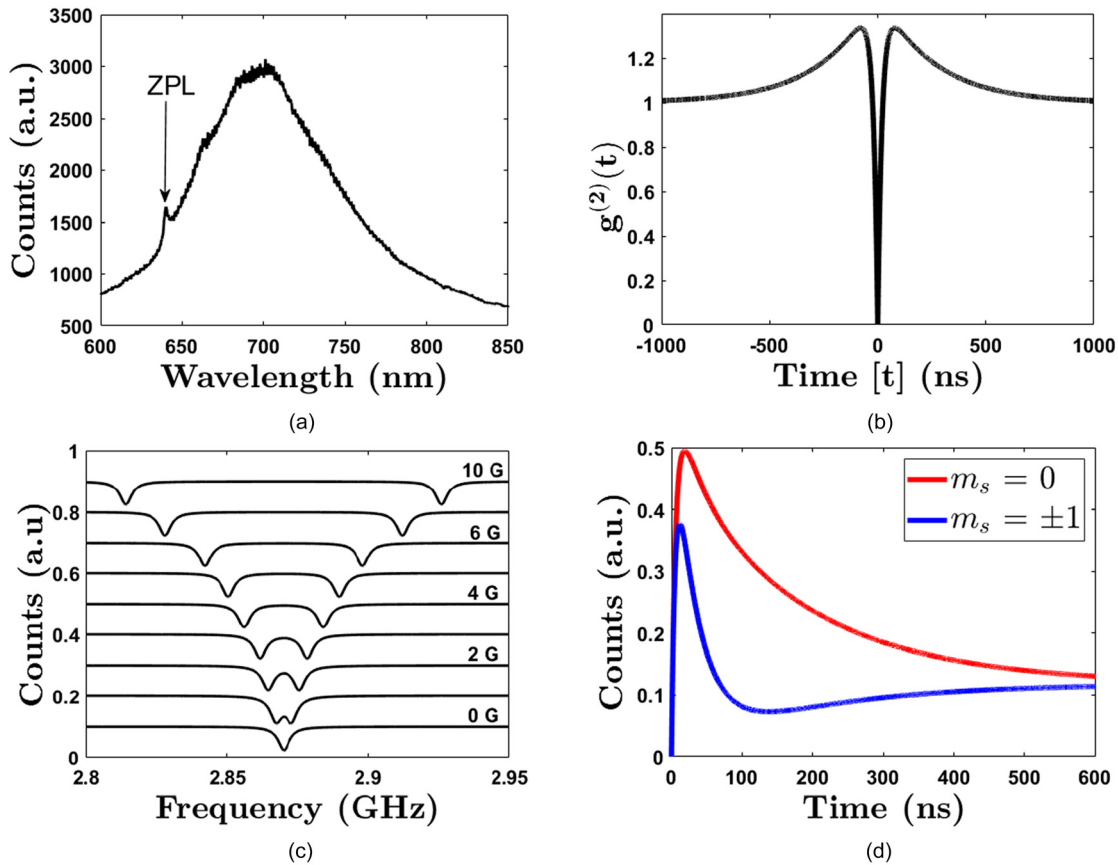 3500
3000
2500
2000
1500
1000
500
ZPL
Counts (a.u.)
600 650 700 750 800 850
Wavelength (nm)
(a)
1.2
1
0.8
0.6
0.4
0.2
0
g(2)(t)
-1000 -500 0 500 1000
Time [t] (ns)
(b)
1
0.8
0.6
0.4
0.2
0
Counts (a.u)
10 G
6 G
4 G
2 G
0 G
2.8 2.85 2.9 2.95
Frequency (GHz)
(c)
0.5
0.4
0.3
0.2
0.1
0
Counts (a.u.)
ms = 0
ms = ±1
0 100 200 300 400 500 600
Time (ns)
(d)